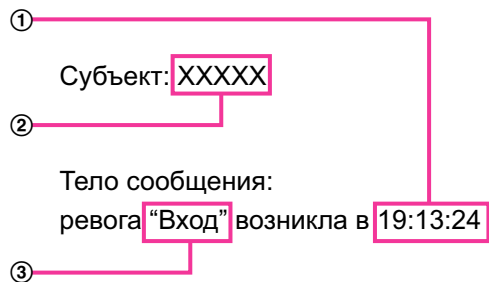 ①
Субъект: XXXXX
②
Тело сообщения:
ревога “Вход” возникла в 19:13:24
③